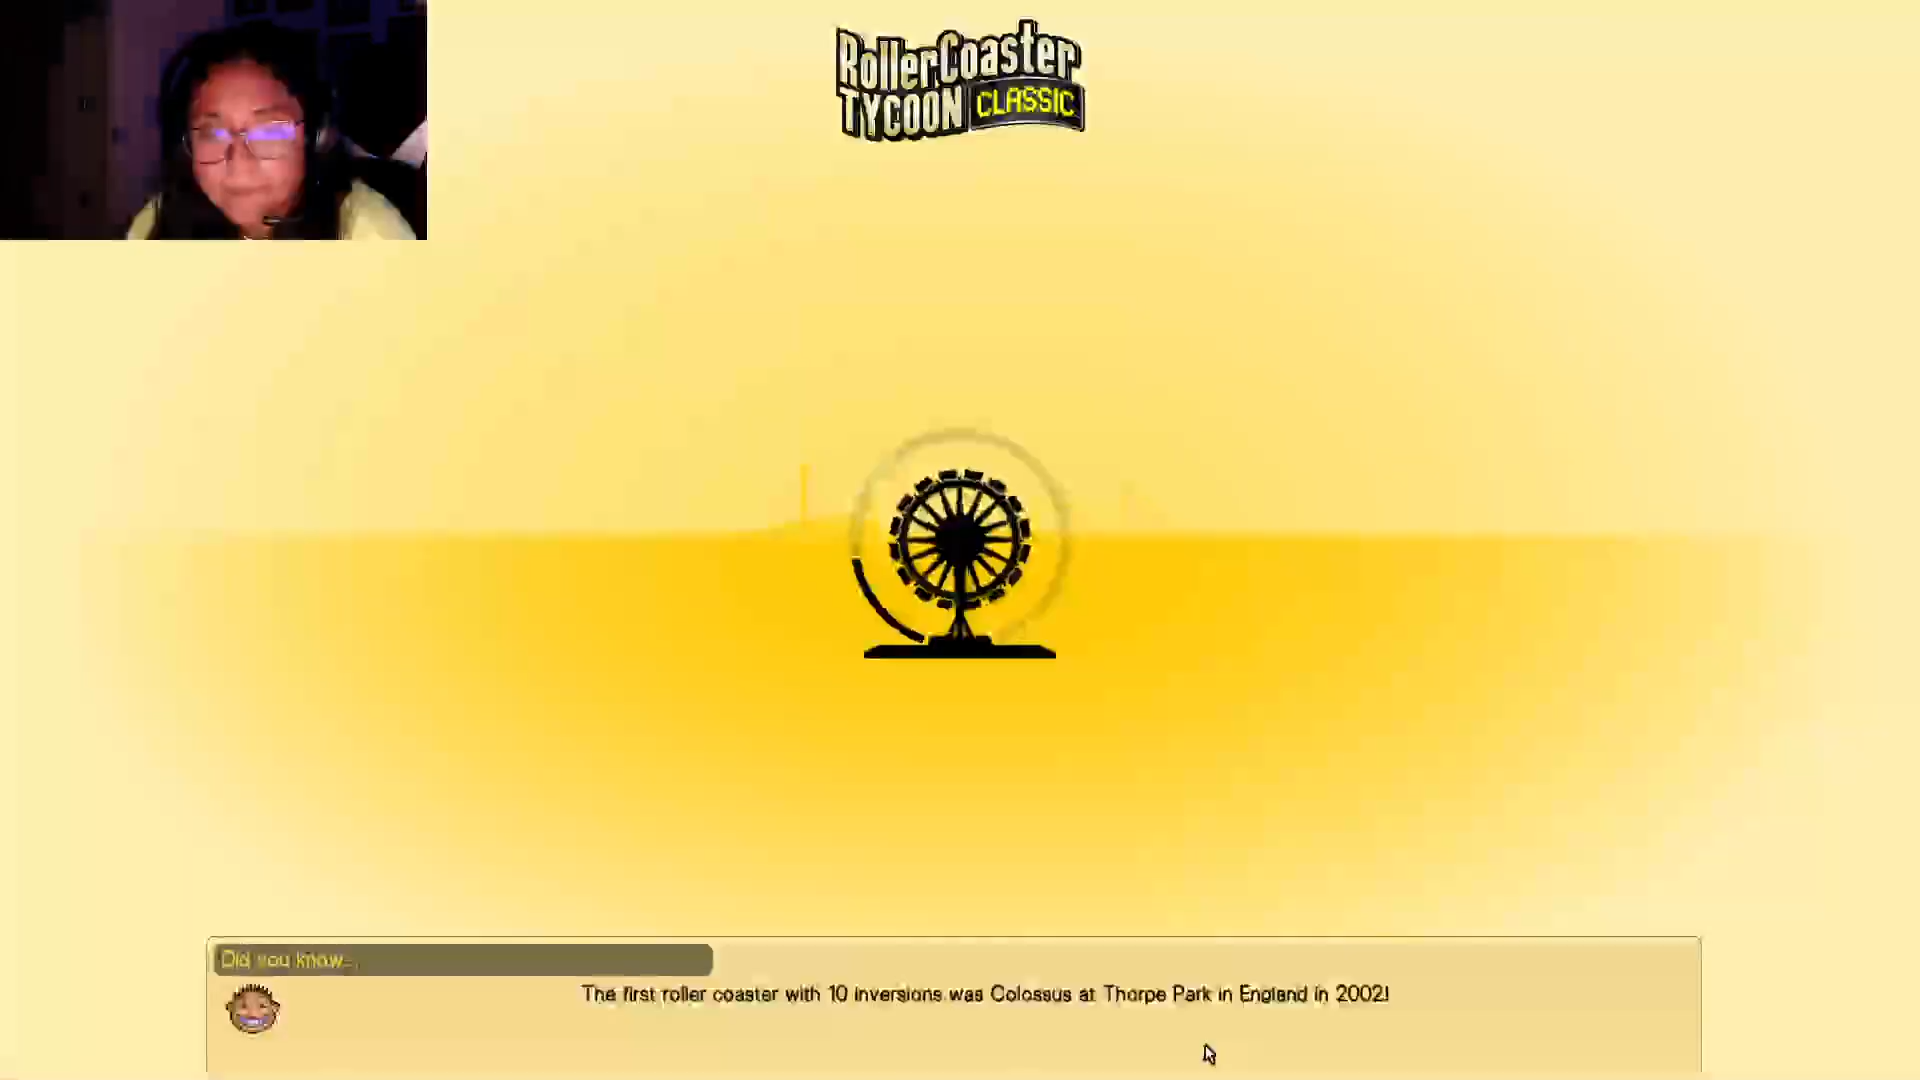 RollerCoaster
TYCOON CLASSIC
Did you know...
The first roller coaster with 10 inversions was Colossus at Thorpe Park in England in 2002!